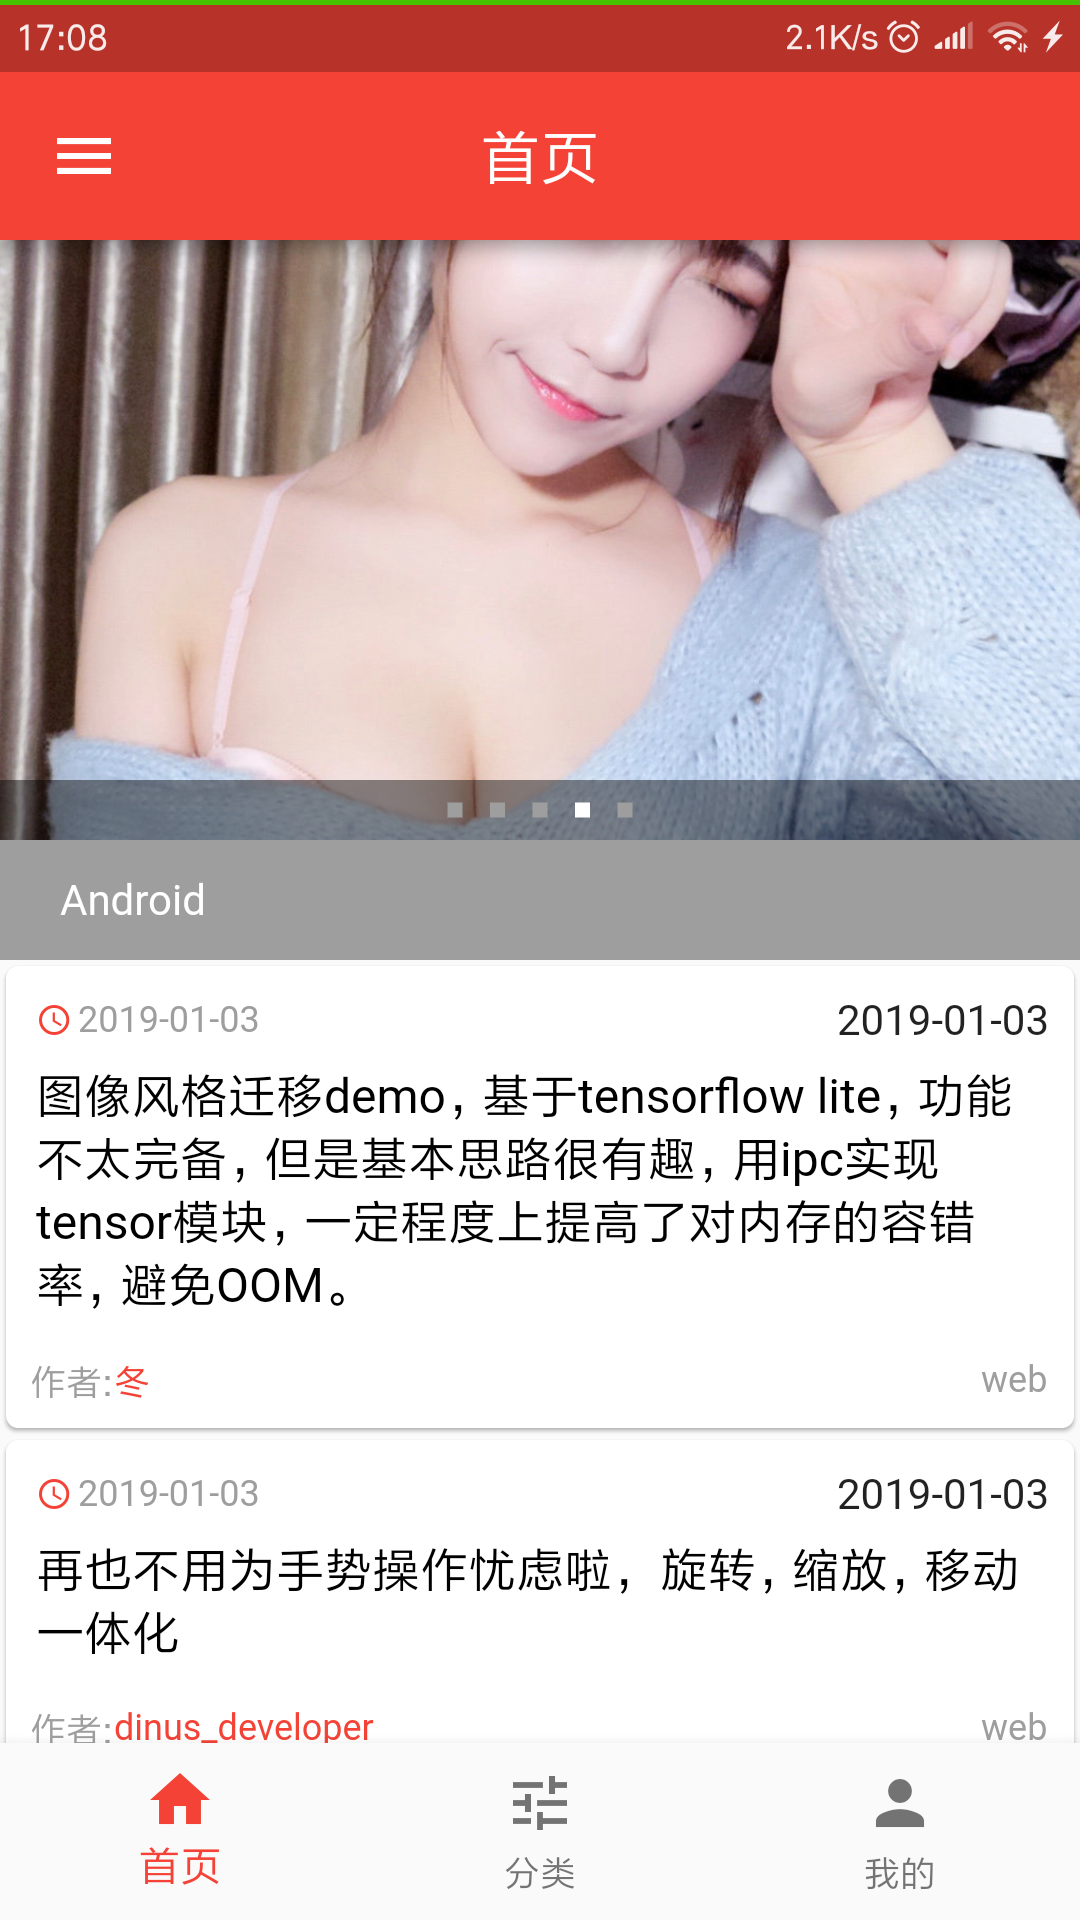 17:08 2.1K/s
首页
Android
2019-01-03 2019-01-03
图像风格迁移demo，基于tensorflow lite，功能
不太完备，但是基本思路很有趣，用ipc实现
tensor模块，一定程度上提高了对内存的容错
率，避免OOM。
作者:冬 web
2019-01-03 2019-01-03
再也不用为手势操作忧虑啦，旋转，缩放，移动
一体化
作者:dinus_developer web
首页 分类 我的